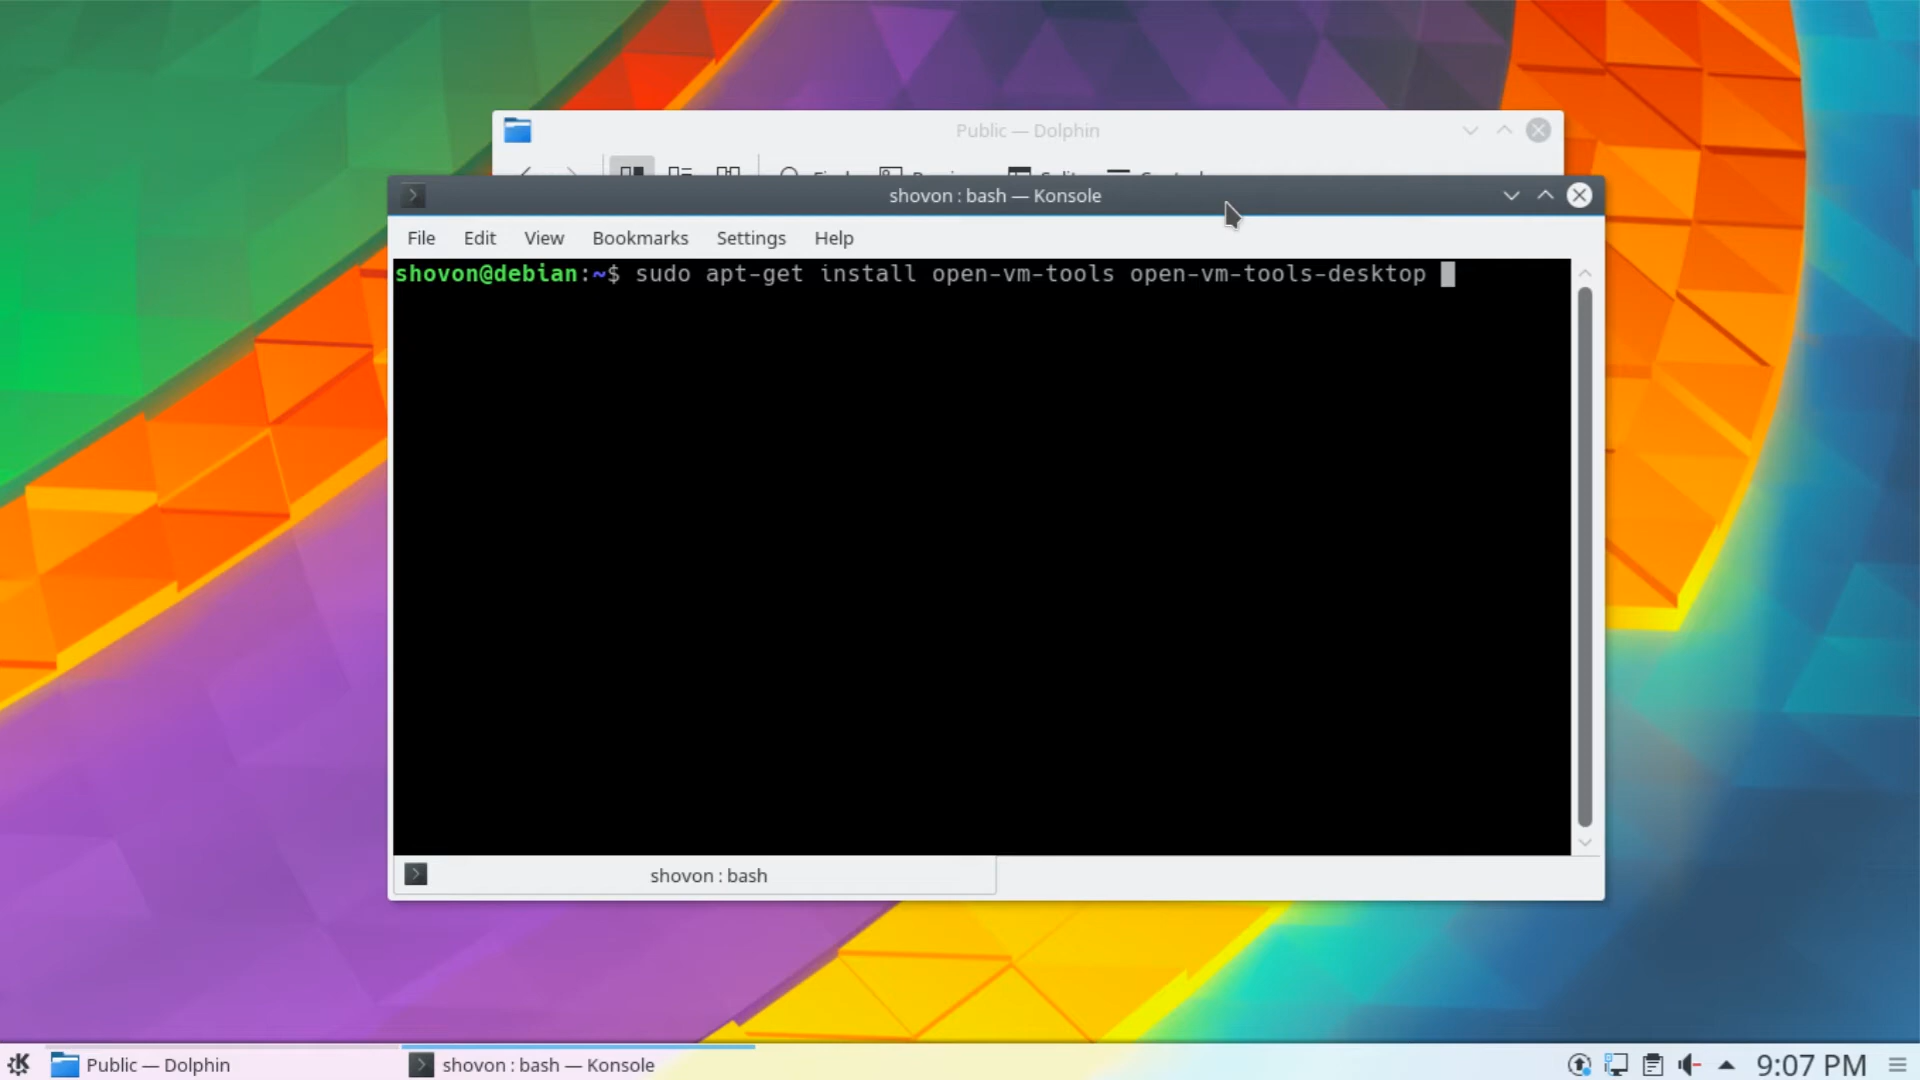 Public — Dolphin
shovon : bash — Konsole
File Edit View Bookmarks Settings Help
shovon@debian:~$ sudo apt-get install open-vm-tools open-vm-tools-desktop
shovon : bash
Public — Dolphin shovon : bash — Konsole 9:07 PM